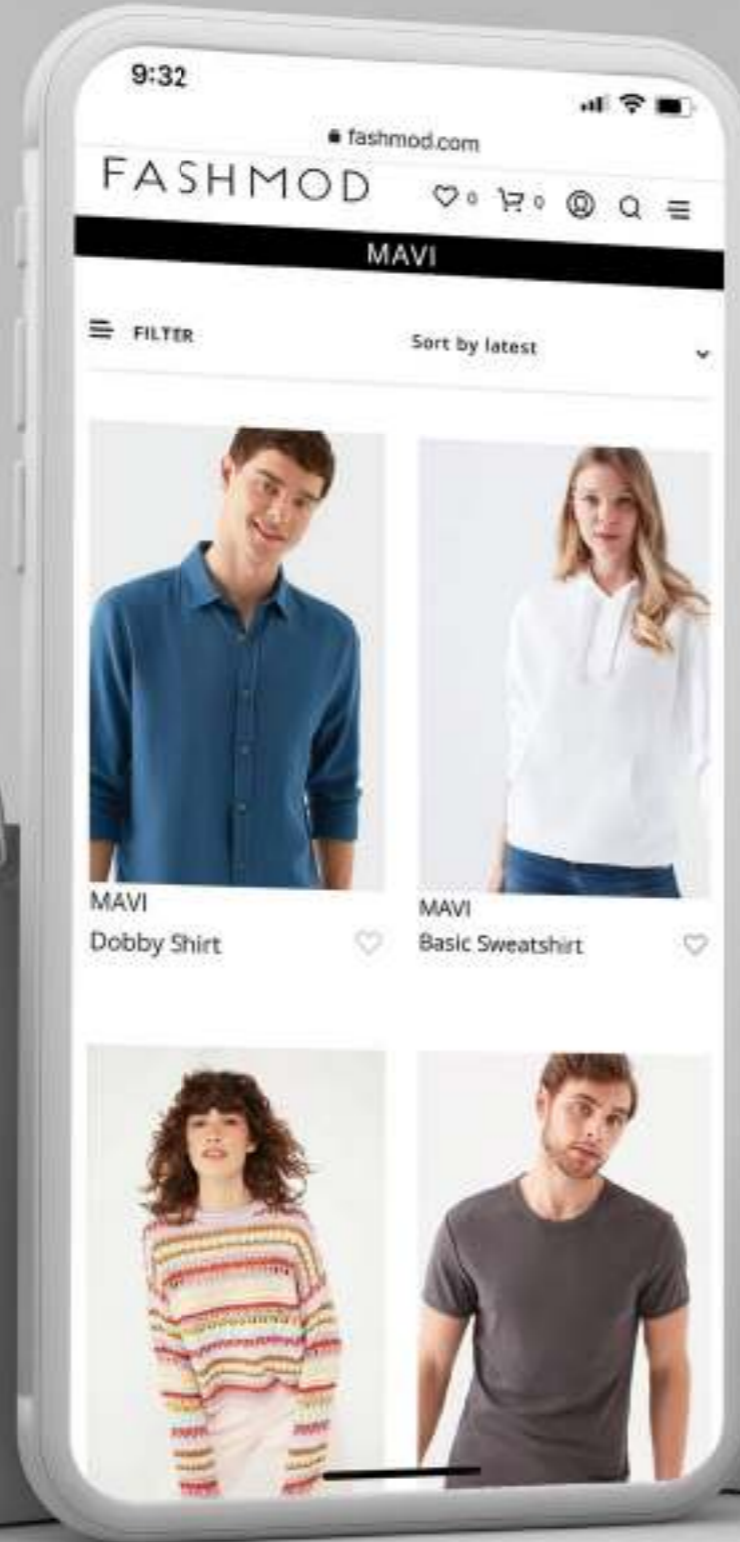 9:32
fashmod.com
FASHMOD 0 0
MAVI
FILTER Sort by latest
MAVI
Dobby Shirt
MAVI
Basic Sweatshirt